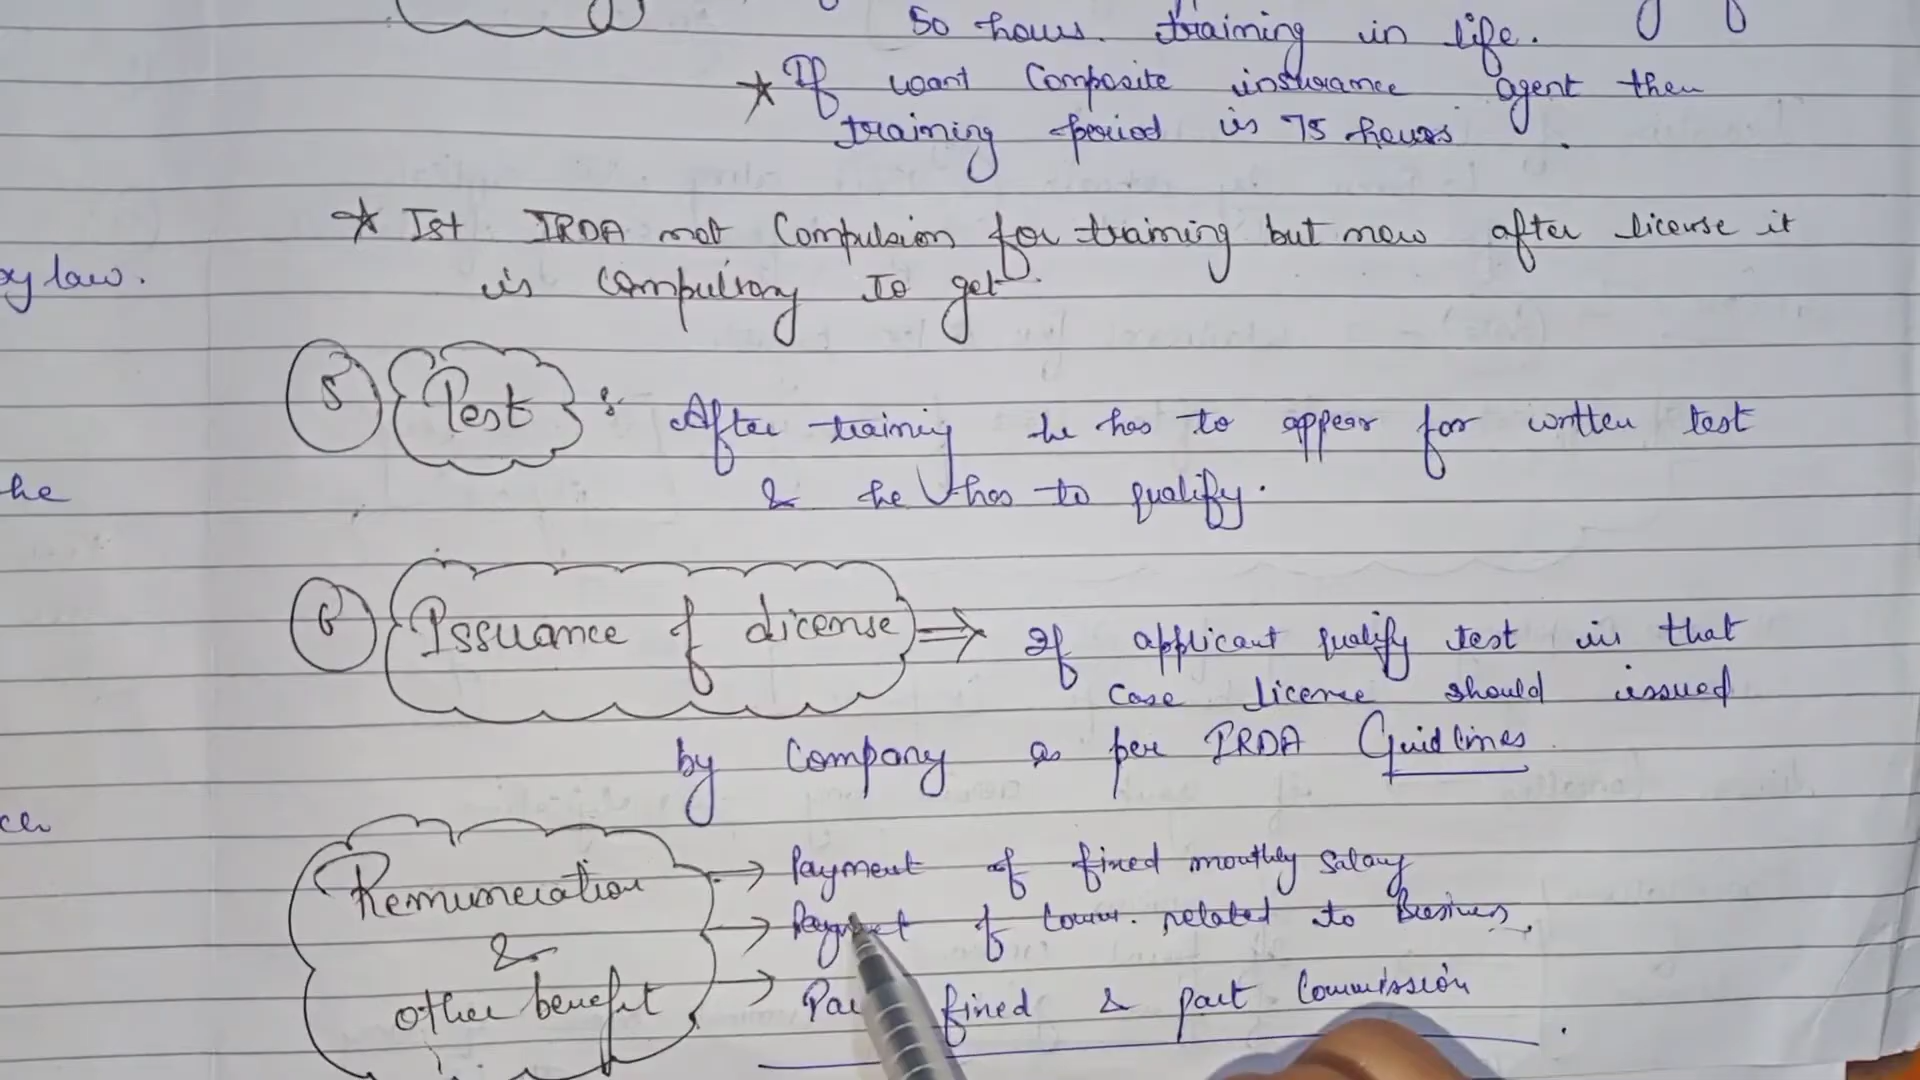 50 hours. training in life.
★ If want Composite insurance agent then
training period is 75 hours.
by law.
★ Ist IRDA not Compulsion for training but now after license it
is Compulsory To get.
5 Test :- After training he has to appear for written test
he
& he has to qualify.
6 Issuance of License ⇒ If applicant qualify test in that
case license should issued
by Company as per IRDA Guidlines
Remuneration → Payment of fixed monthly salary
& → Payment of Comm. related to Business
other benefit → fixed & part Commission